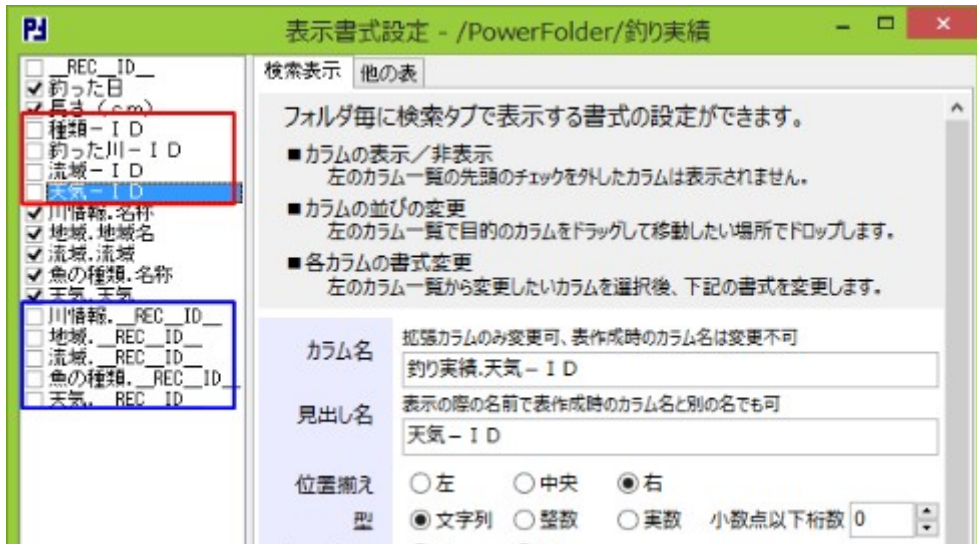 表示書式設定 - /PowerFolder/釣り実績
__REC__ID__
釣った日
長さ（ｃｍ）
種類－ＩＤ
釣った川－ＩＤ
流域－ＩＤ
天気－ＩＤ
川情報.名称
地域.地域名
流域.流域
魚の種類.名称
天気.天気
川情報.__REC__ID__
地域.__REC__ID__
流域.__REC__ID__
魚の種類.__REC__ID__
天気.__REC__ID__
検索表示 他の表
フォルダ毎に検索タブで表示する書式の設定ができます。
■カラムの表示／非表示
左のカラム一覧の先頭のチェックを外したカラムは表示されません。
■カラムの並びの変更
左のカラム一覧で目的のカラムをドラッグして移動したい場所でドロップします。
■各カラムの書式変更
左のカラム一覧から変更したいカラムを選択後、下記の書式を変更します。
カラム名 拡張カラムのみ変更可、表作成時のカラム名は変更不可
釣り実績.天気－ＩＤ
見出し名 表示の際の名前で表作成時のカラム名と別の名でも可
天気－ＩＤ
位置揃え 左 中央 右
型 文字列 整数 実数 小数点以下桁数 0